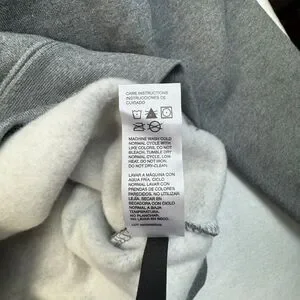 CARE INSTRUCTIONS
INSTRUCCIONES DE
CUIDADO
MACHINE WASH COLD
NORMAL CYCLE WITH
LIKE COLORS, DO NOT
BLEACH, TUMBLE DRY
NORMAL CYCLE, LOW
HEAT, DO NOT IRON,
DO NOT DRY-CLEAN.
LAVAR A MÁQUINA CON
AGUA FRÍA, CICLO
NORMAL LAVAR CON
PRENDAS DE COLORES
PARECIDOS, NO USAR
LEJÍA, SECAR EN
SECADORA CON CICLO
NORMAL A BAJA
TEMPERATURA,
NO PLANCHAR,
NO LAVAR EN SECO.